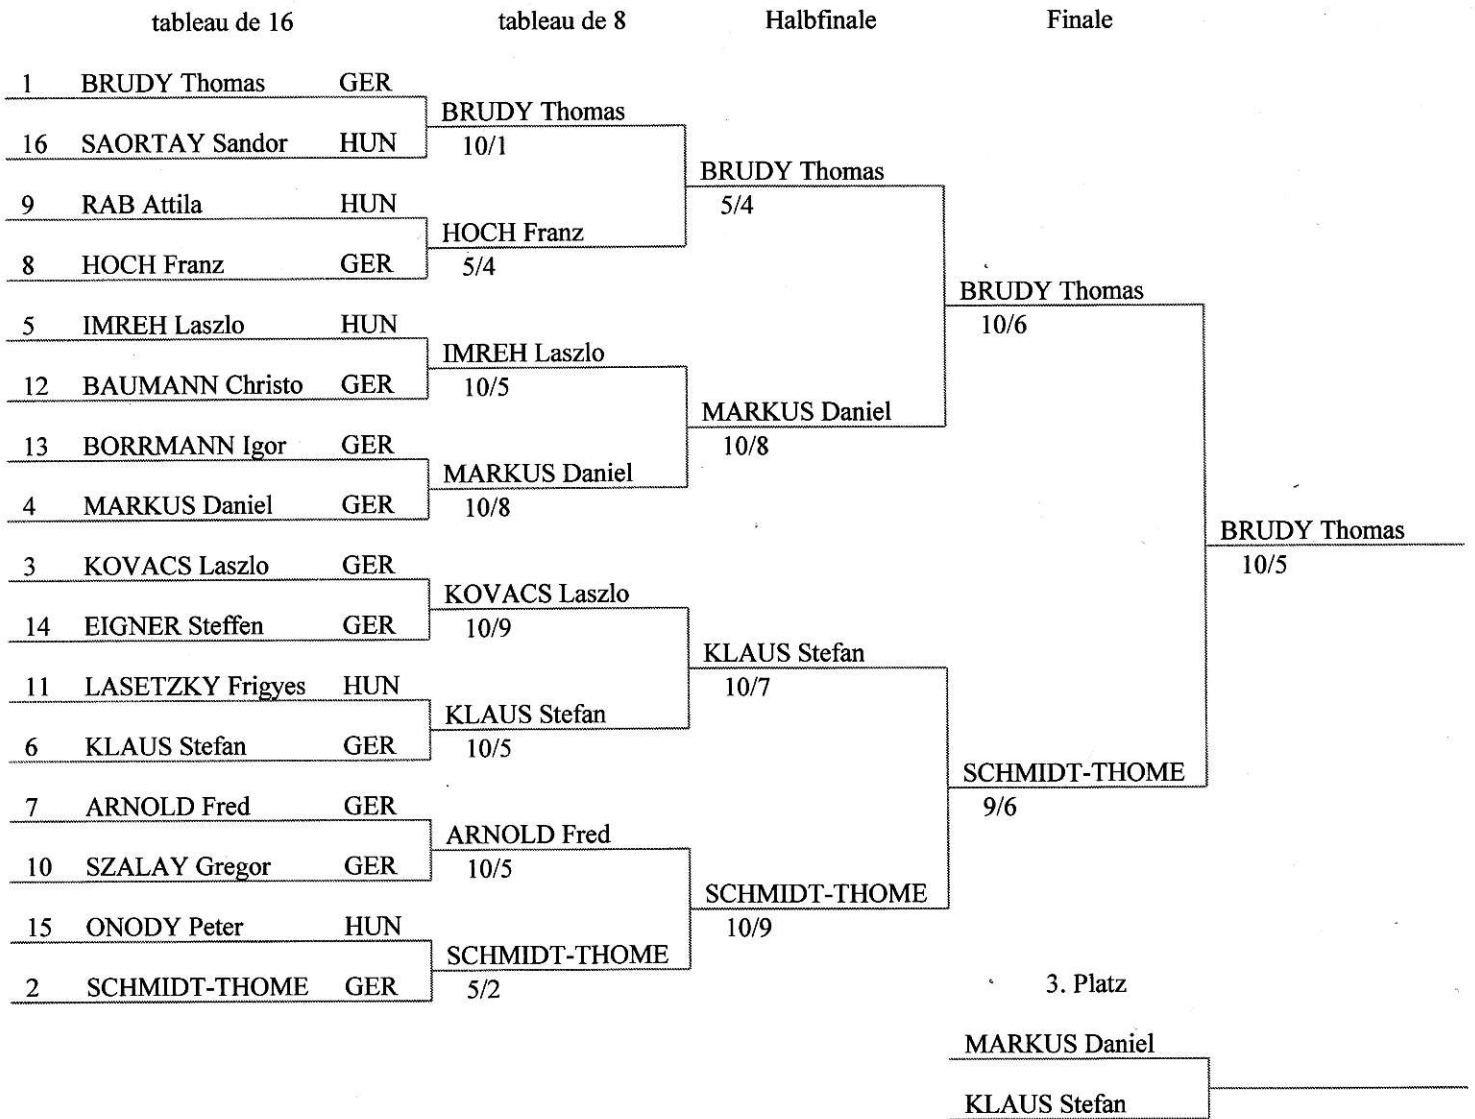 tableau de 16 tableau de 8 Halbfinale Finale
1 BRUDY Thomas GER
BRUDY Thomas
16 SAORTAY Sandor HUN
10/1
BRUDY Thomas
9 RAB Attila HUN
5/4
HOCH Franz
8 HOCH Franz GER
5/4
BRUDY Thomas
5 IMREH Laszlo HUN
10/6
IMREH Laszlo
12 BAUMANN Christo GER
10/5
MARKUS Daniel
13 BORRMANN Igor GER
10/8
MARKUS Daniel
4 MARKUS Daniel GER
10/8
BRUDY Thomas
3 KOVACS Laszlo GER
10/5
KOVACS Laszlo
14 EIGNER Steffen GER
10/9
KLAUS Stefan
11 LASETZKY Frigyes HUN
10/7
KLAUS Stefan
6 KLAUS Stefan GER
10/5
SCHMIDT-THOME
7 ARNOLD Fred GER
9/6
ARNOLD Fred
10 SZALAY Gregor GER
10/5
SCHMIDT-THOME
15 ONODY Peter HUN
10/9
SCHMIDT-THOME
2 SCHMIDT-THOME GER
5/2
3. Platz
MARKUS Daniel
KLAUS Stefan